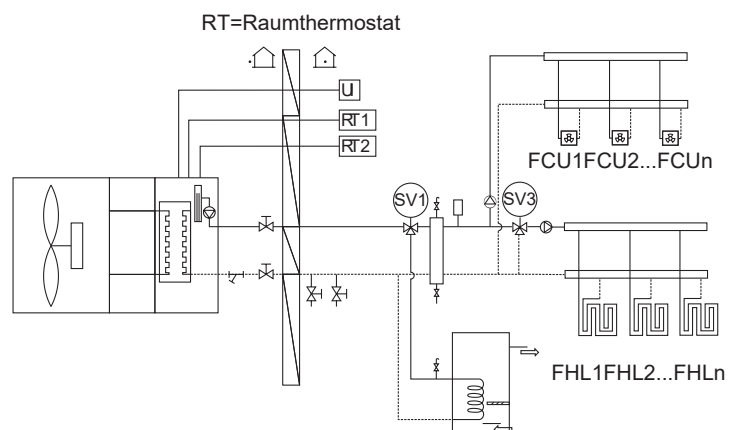 RT=Raumthermostat
U
RT1
RT2
FCU1FCU2...FCUn
SV1
SV3
FHL1FHL2...FHLn